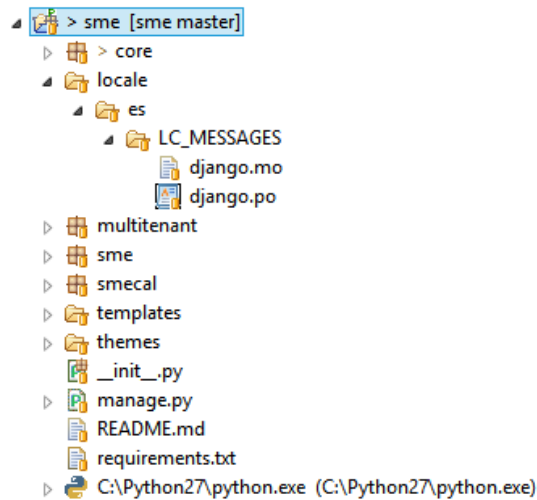 > sme [sme master]
> core
locale
es
LC_MESSAGES
django.mo
django.po
multitenant
sme
smecal
templates
themes
__init__.py
manage.py
README.md
requirements.txt
C:\Python27\python.exe (C:\Python27\python.exe)